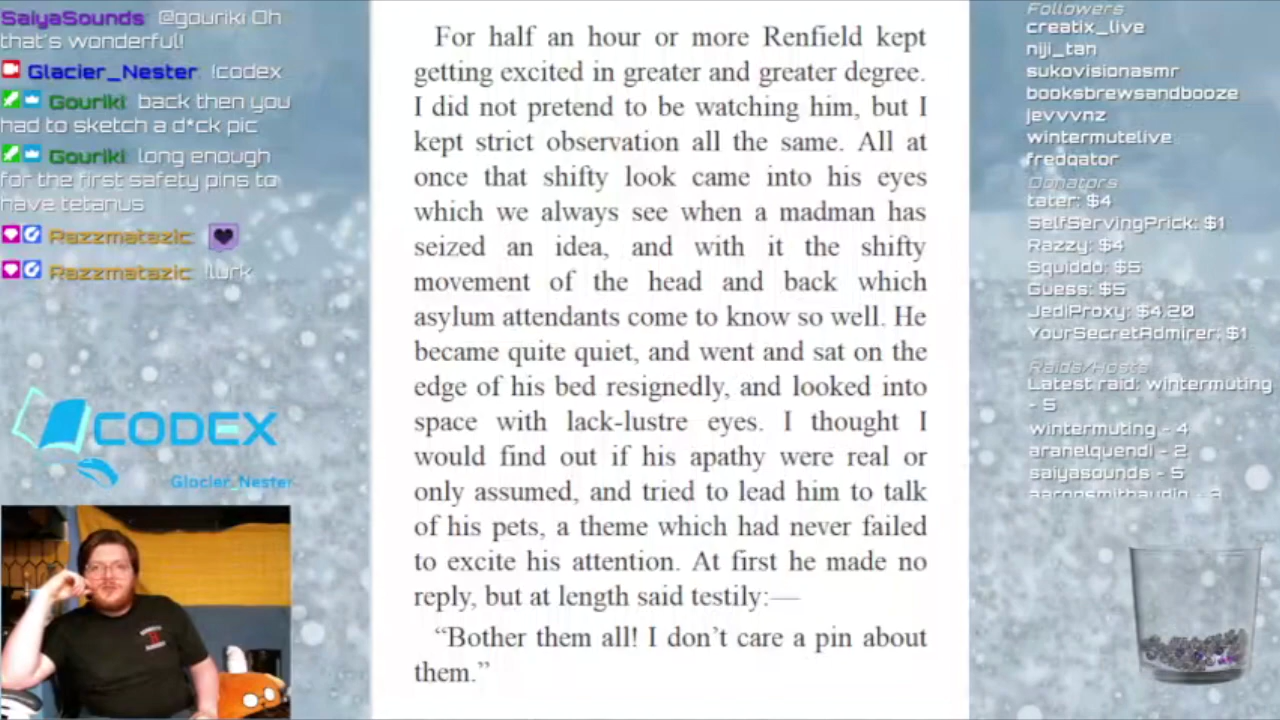 SaiyaSounds: @gouriki Oh
that's wonderful!
Glacier_Nester !codex
Gouriki: back then you
had to sketch a d*ck pic
Gouriki: long enough
for the first safety pins to
have tetanus
Razzmatazic:
Razzmatazic: !lurk
CODEX
Glacier_Nester
For half an hour or more Renfield kept
getting excited in greater and greater degree.
I did not pretend to be watching him, but I
kept strict observation all the same. All at
once that shifty look came into his eyes
which we always see when a madman has
seized an idea, and with it the shifty
movement of the head and back which
asylum attendants come to know so well. He
became quite quiet, and went and sat on the
edge of his bed resignedly, and looked into
space with lack-lustre eyes. I thought I
would find out if his apathy were real or
only assumed, and tried to lead him to talk
of his pets, a theme which had never failed
to excite his attention. At first he made no
reply, but at length said testily:—
“Bother them all! I don’t care a pin about
them.”
Followers
creatix_live
niji_tan
sukovisionasmr
booksbrewsandbooze
jevvvnz
wintermutelive
fredgator
Donators
tater: $4
SelfServingPrick: $1
Razzy: $4
Squidd0: $5
Guess: $5
JediProxy: $4.20
YourSecretAdmirer: $1
Raids/Hosts
Latest raid: wintermuting
- 5
wintermuting - 4
aranelquendi - 2
saiyasounds - 5
aaronsmithaudio - 3